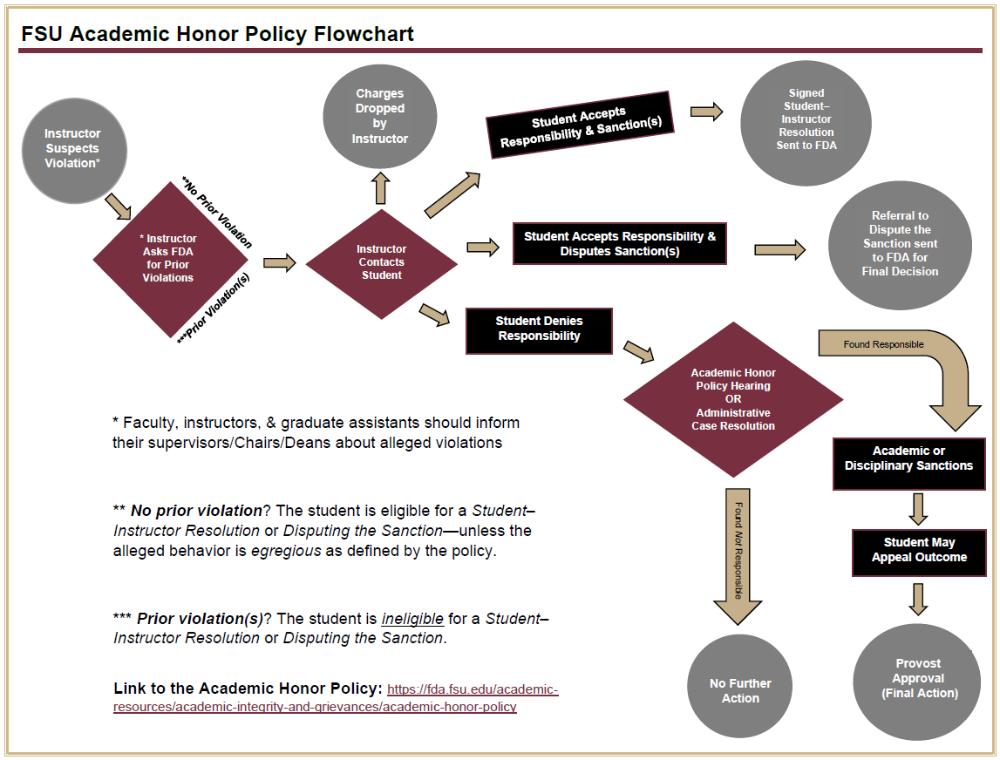 FSU Academic Honor Policy Flowchart
Instructor
Suspects
Violation*
**No Prior Violation
* Instructor
Asks FDA
for Prior
Violations
***Prior Violation(s)
Charges
Dropped
by
Instructor
Instructor
Contacts
Student
Student Accepts
Responsibility & Sanction(s)
Signed
Student–
Instructor
Resolution
Sent to FDA
Student Accepts Responsibility &
Disputes Sanction(s)
Referral to
Dispute the
Sanction sent
to FDA for
Final Decision
Student Denies
Responsibility
Academic Honor
Policy Hearing
OR
Administrative
Case Resolution
Found Responsible
Academic or
Disciplinary Sanctions
Student May
Appeal Outcome
Provost
Approval
(Final Action)
Found Not Responsible
No Further
Action
* Faculty, instructors, & graduate assistants should inform
their supervisors/Chairs/Deans about alleged violations
** No prior violation? The student is eligible for a Student–
Instructor Resolution or Disputing the Sanction—unless the
alleged behavior is egregious as defined by the policy.
*** Prior violation(s)? The student is ineligible for a Student–
Instructor Resolution or Disputing the Sanction.
Link to the Academic Honor Policy: https://fda.fsu.edu/academic-
resources/academic-integrity-and-grievances/academic-honor-policy